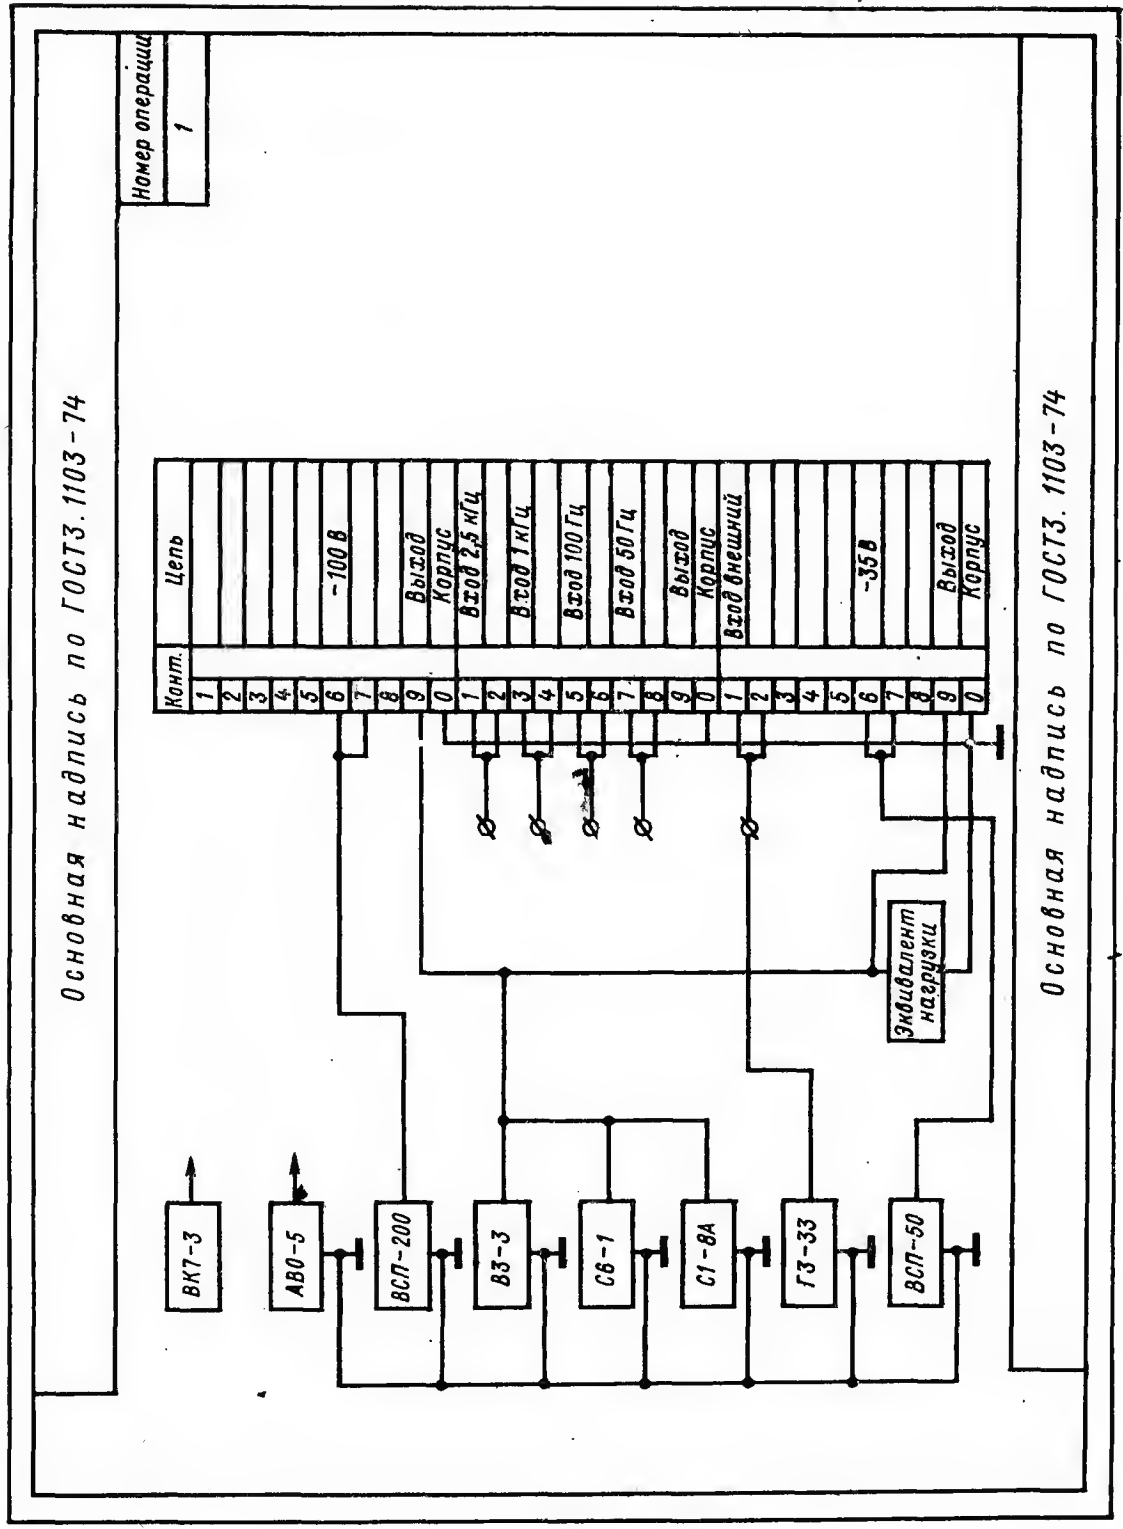 Основная надпись по ГОСТ3.1103-74
Номер операции
1
Конт. Цепь
1
2
3
4
5
6 -100 В
7
8
9 Выход
0 Корпус
1 Вход 2,5 кГц
2
3 Вход 1 кГц
4
5 Вход 100 Гц
6
7 Вход 50 Гц
8
9 Выход
0 Корпус
1 Вход внешний
2
3
4
5
6 -35 В
7
8
9 Выход
0 Корпус
Эквивалент
нагрузки
ВК7-3
АВО-5
ВСП-200
В3-3
С6-1
С1-8А
Г3-33
ВСП-50
Основная надпись по ГОСТ3.1103-74